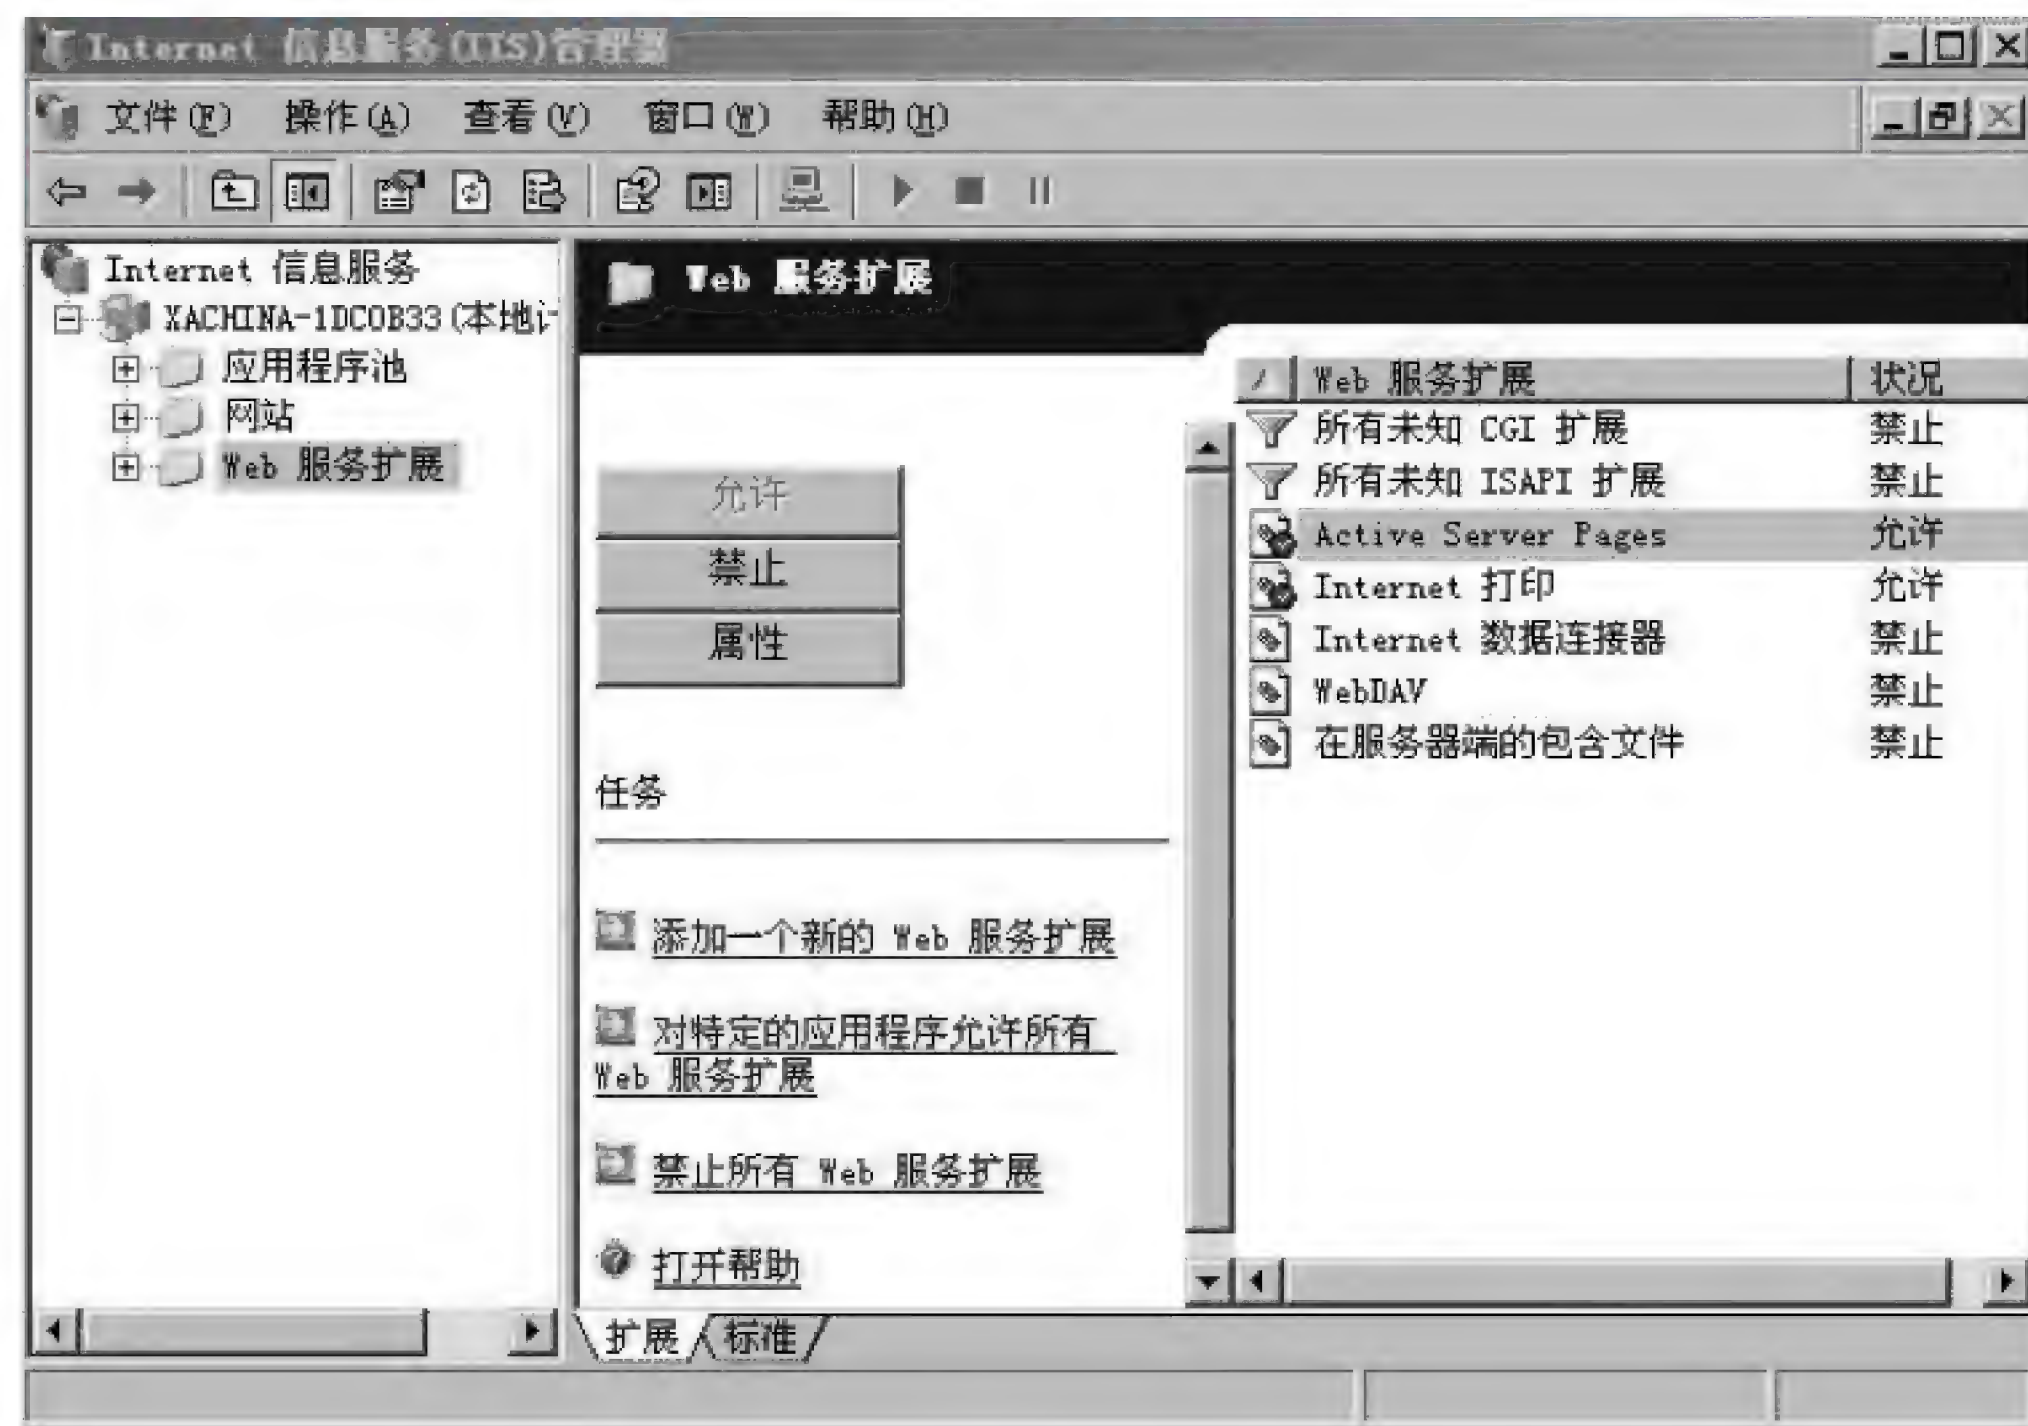 Internet 信息服务(IIS)管理器
文件(F) 操作(A) 查看(V) 窗口(W) 帮助(H)
Internet 信息服务
XACHINA-1DC0B33(本地计
应用程序池
网站
Web 服务扩展
Web 服务扩展
允许
禁止
属性
任务
添加一个新的 Web 服务扩展
对特定的应用程序允许所有
Web 服务扩展
禁止所有 Web 服务扩展
打开帮助
Web 服务扩展 状况
所有未知 CGI 扩展 禁止
所有未知 ISAPI 扩展 禁止
Active Server Pages 允许
Internet 打印 允许
Internet 数据连接器 禁止
WebDAV 禁止
在服务器端的包含文件 禁止
扩展 标准